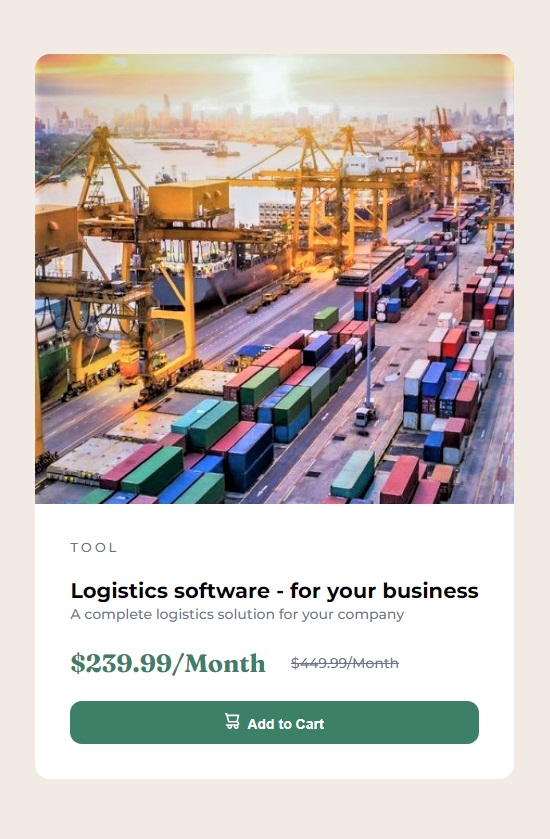 TOOL
Logistics software - for your business
A complete logistics solution for your company
$239.99/Month $449.99/Month
Add to Cart